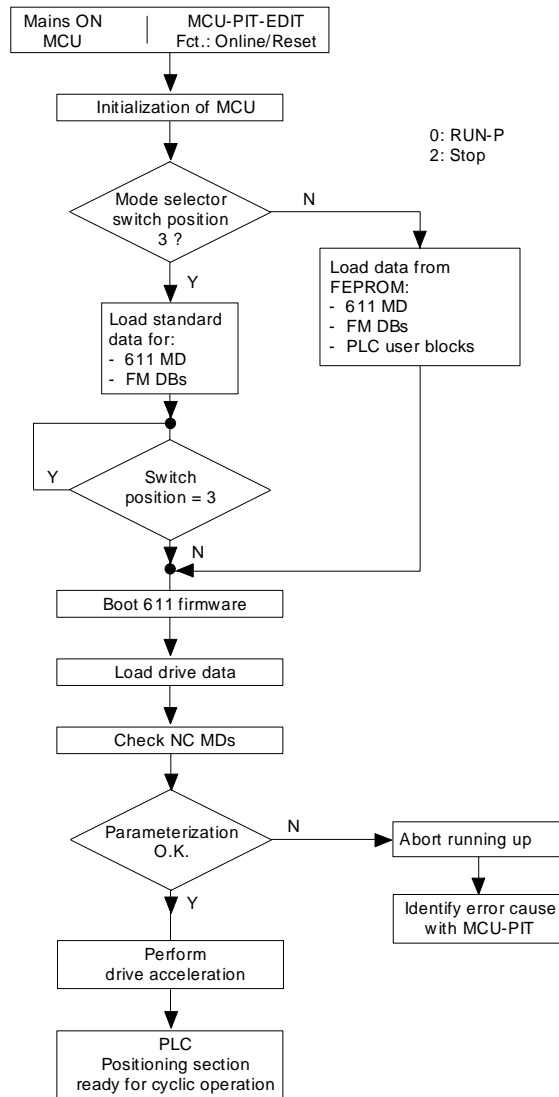 Mains ON
MCU
MCU-PIT-EDIT
Fct.: Online/Reset
Initialization of MCU
0: RUN-P
2: Stop
Mode selector
switch position
3 ?
N
Y
Load data from
FEPROM:
- 611 MD
- FM DBs
- PLC user blocks
Load standard
data for:
- 611 MD
- FM DBs
Y
Switch
position = 3
N
Boot 611 firmware
Load drive data
Check NC MDs
Parameterization
O.K.
N
Y
Abort running up
Identify error cause
with MCU-PIT
Perform
drive acceleration
PLC
Positioning section
ready for cyclic operation